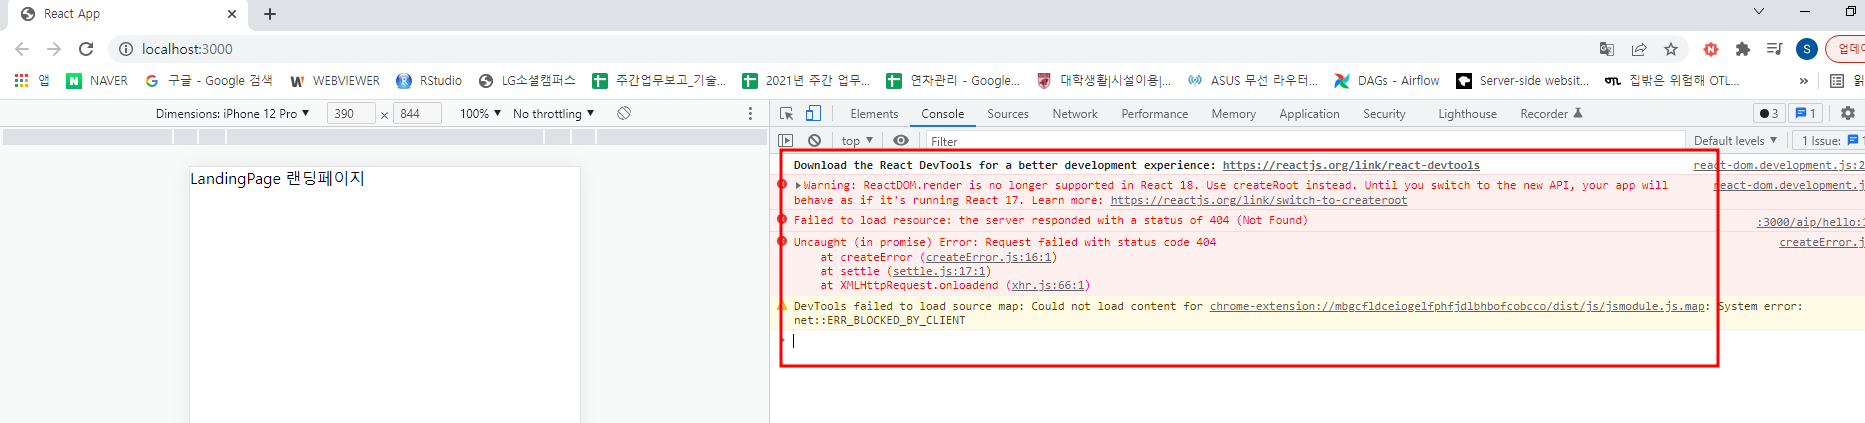 React App
localhost:3000
S
업데이
앱
NAVER
구글 - Google 검색
WEBVIEWER
RStudio
LG소셜캠퍼스
주간업무보고_기술...
2021년 주간 업무...
연차관리 - Google...
대학생활|시설이용|...
ASUS 무선 라우터...
DAGs - Airflow
Server-side websit...
집밖은 위험해 OTL...
»
읽
Dimensions: iPhone 12 Pro ▼ 390 × 844 100% ▼ No throttling ▼
Elements Console Sources Network Performance Memory Application Security Lighthouse Recorder 3 1
top ▼ Filter Default levels ▼ 1 Issue: 1
LandingPage 랜딩페이지
Download the React DevTools for a better development experience: https://reactjs.org/link/react-devtools react-dom.development.js:2
▶Warning: ReactDOM.render is no longer supported in React 18. Use createRoot instead. Until you switch to the new API, your app will react-dom.development.j
behave as if it's running React 17. Learn more: https://reactjs.org/link/switch-to-createroot
Failed to load resource: the server responded with a status of 404 (Not Found) :3000/aip/hello:1
Uncaught (in promise) Error: Request failed with status code 404 createError.j
at createError (createError.js:16:1)
at settle (settle.js:17:1)
at XMLHttpRequest.onloadend (xhr.js:66:1)
DevTools failed to load source map: Could not load content for chrome-extension://mbgcfldceiogelfphfjdlbhbofcobcco/dist/js/jsmodule.js.map: System error:
net::ERR_BLOCKED_BY_CLIENT